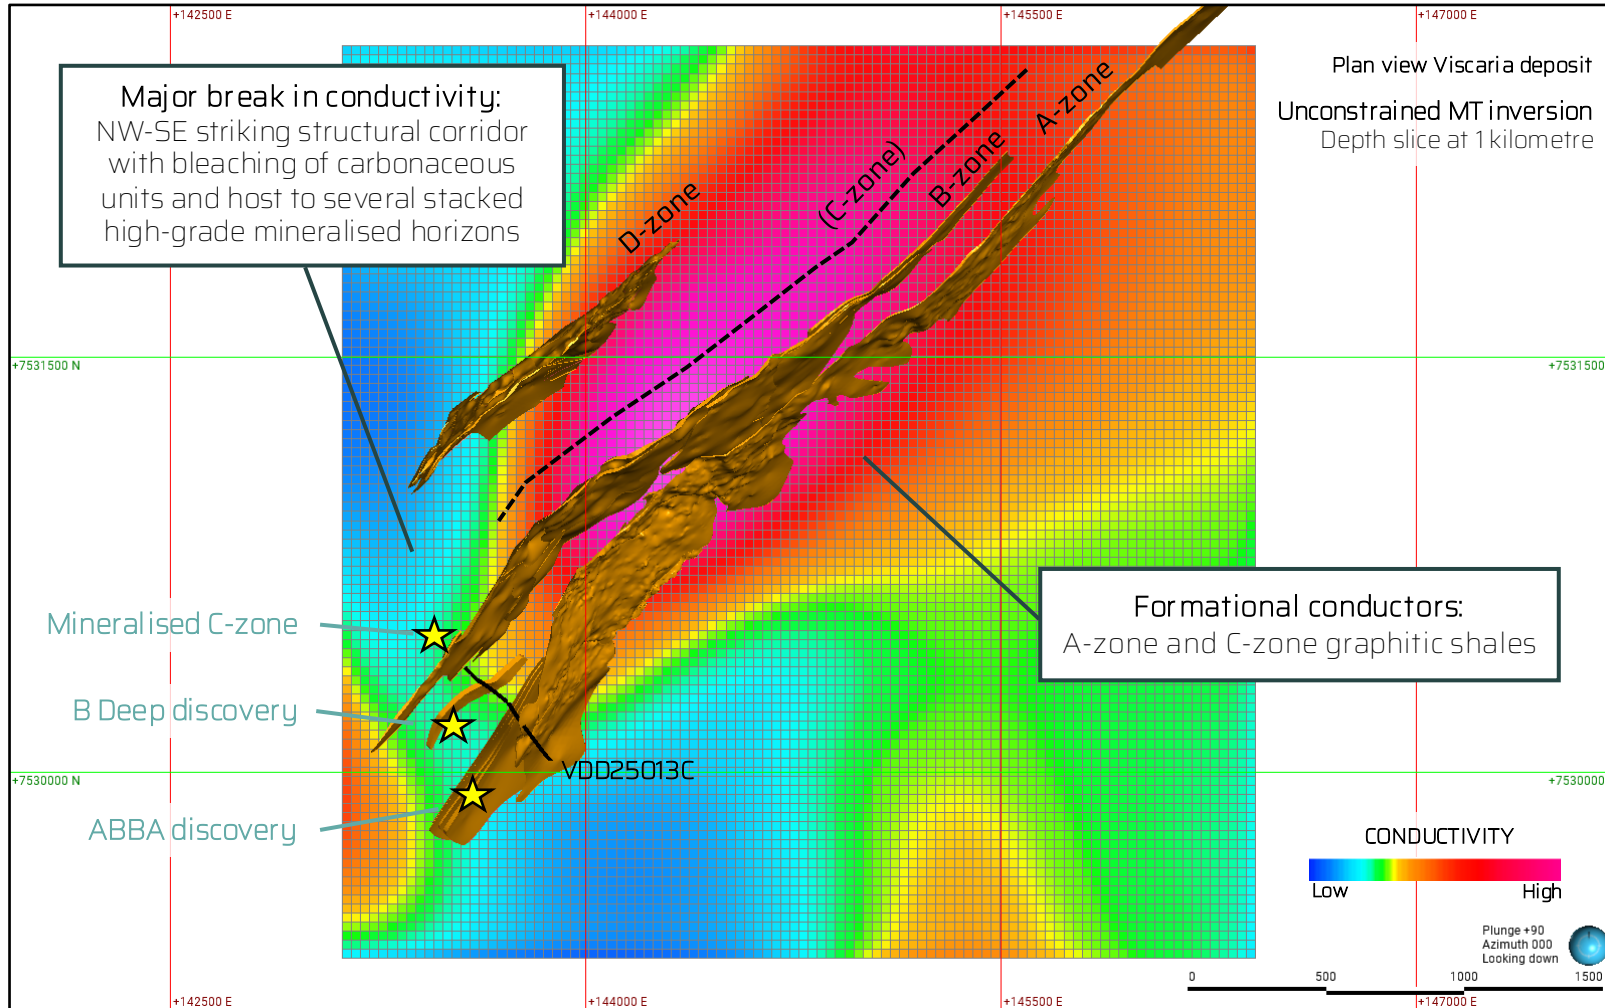 +142500 E
+144000 E
+145500 E
+147000 E
Plan view Viscaria deposit
Unconstrained MT inversion
Depth slice at 1 kilometre
Major break in conductivity:
NW-SE striking structural corridor
with bleaching of carbonaceous
units and host to several stacked
high-grade mineralised horizons
D-zone
(C-zone)
B-zone
A-zone
+7531500 N
+7531500
Formational conductors:
A-zone and C-zone graphitic shales
Mineralised C-zone
B Deep discovery
ABBA discovery
VDD25013C
+7530000 N
+7530000
CONDUCTIVITY
Low
High
Plunge +90
Azimuth 000
Looking down
0
500
1000
1500
+142500 E
+144000 E
+145500 E
+147000 E